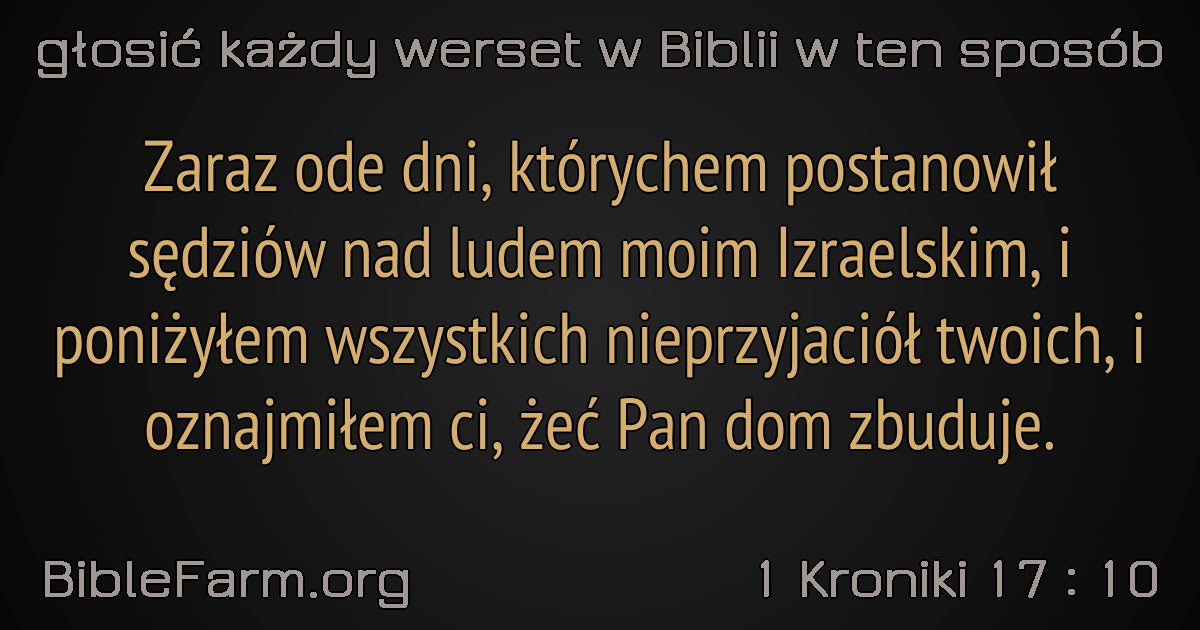 głosić każdy werset w Biblii w ten sposób
Zaraz ode dni, którychem postanowił
sędziów nad ludem moim Izraelskim, i
poniżyłem wszystkich nieprzyjaciół twoich, i
oznajmiłem ci, żeć Pan dom zbuduje.
BibleFarm.org
1 Kroniki 17 : 10